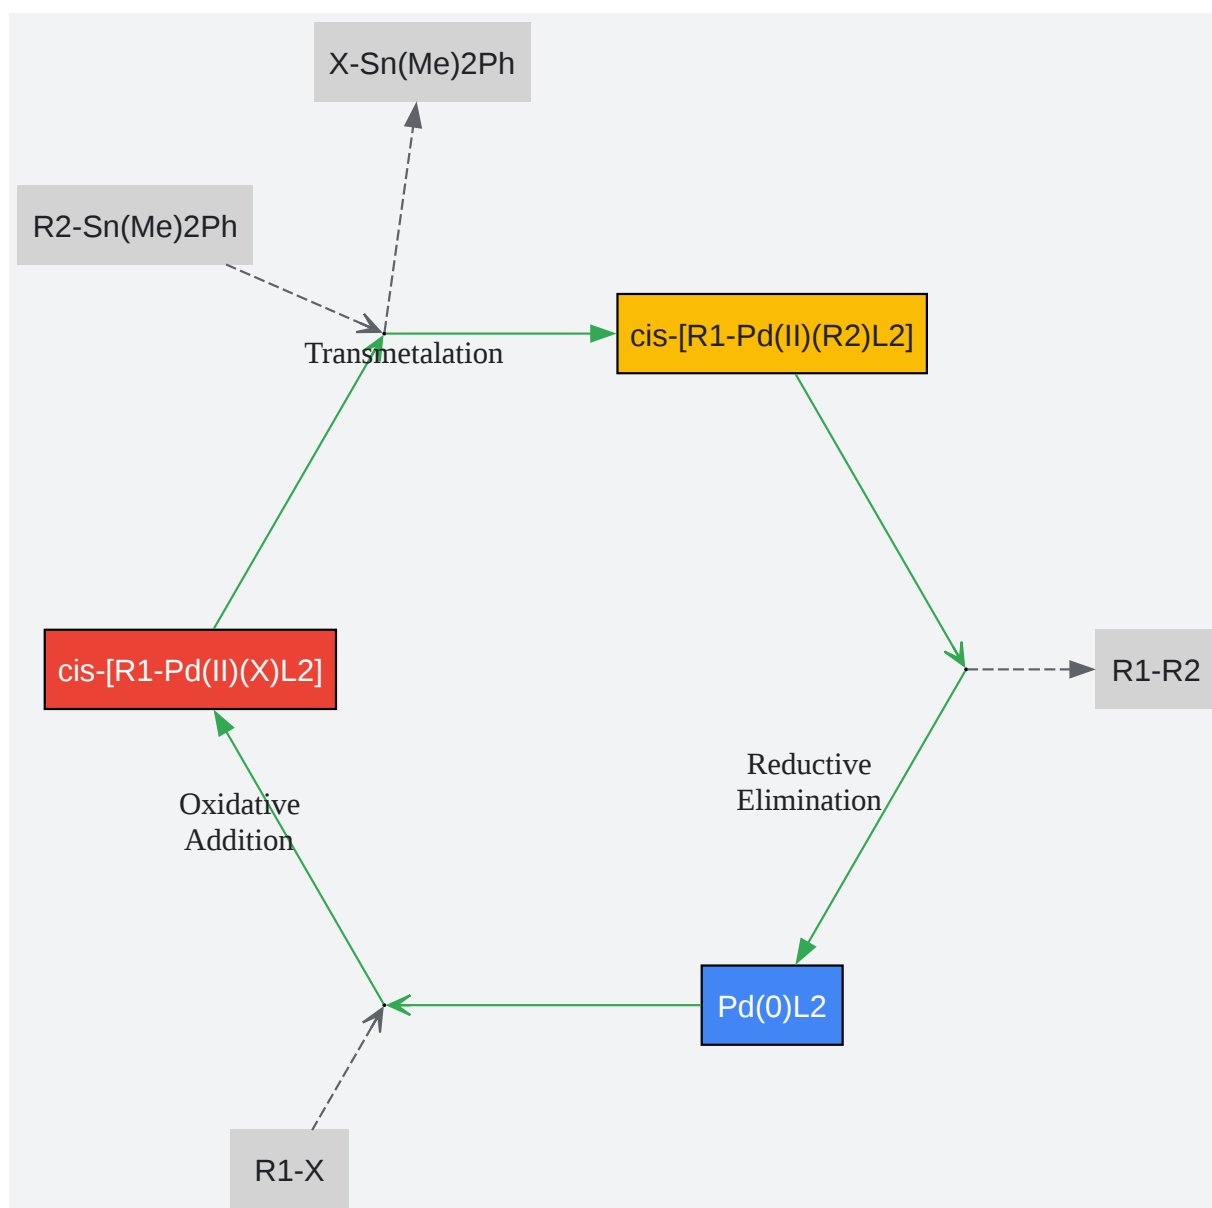 X-Sn(Me)2Ph
R2-Sn(Me)2Ph
cis-[R1-Pd(II)(R2)L2]
Transmetalation
cis-[R1-Pd(II)(X)L2]
R1-R2
Reductive
Elimination
Oxidative
Addition
Pd(0)L2
R1-X